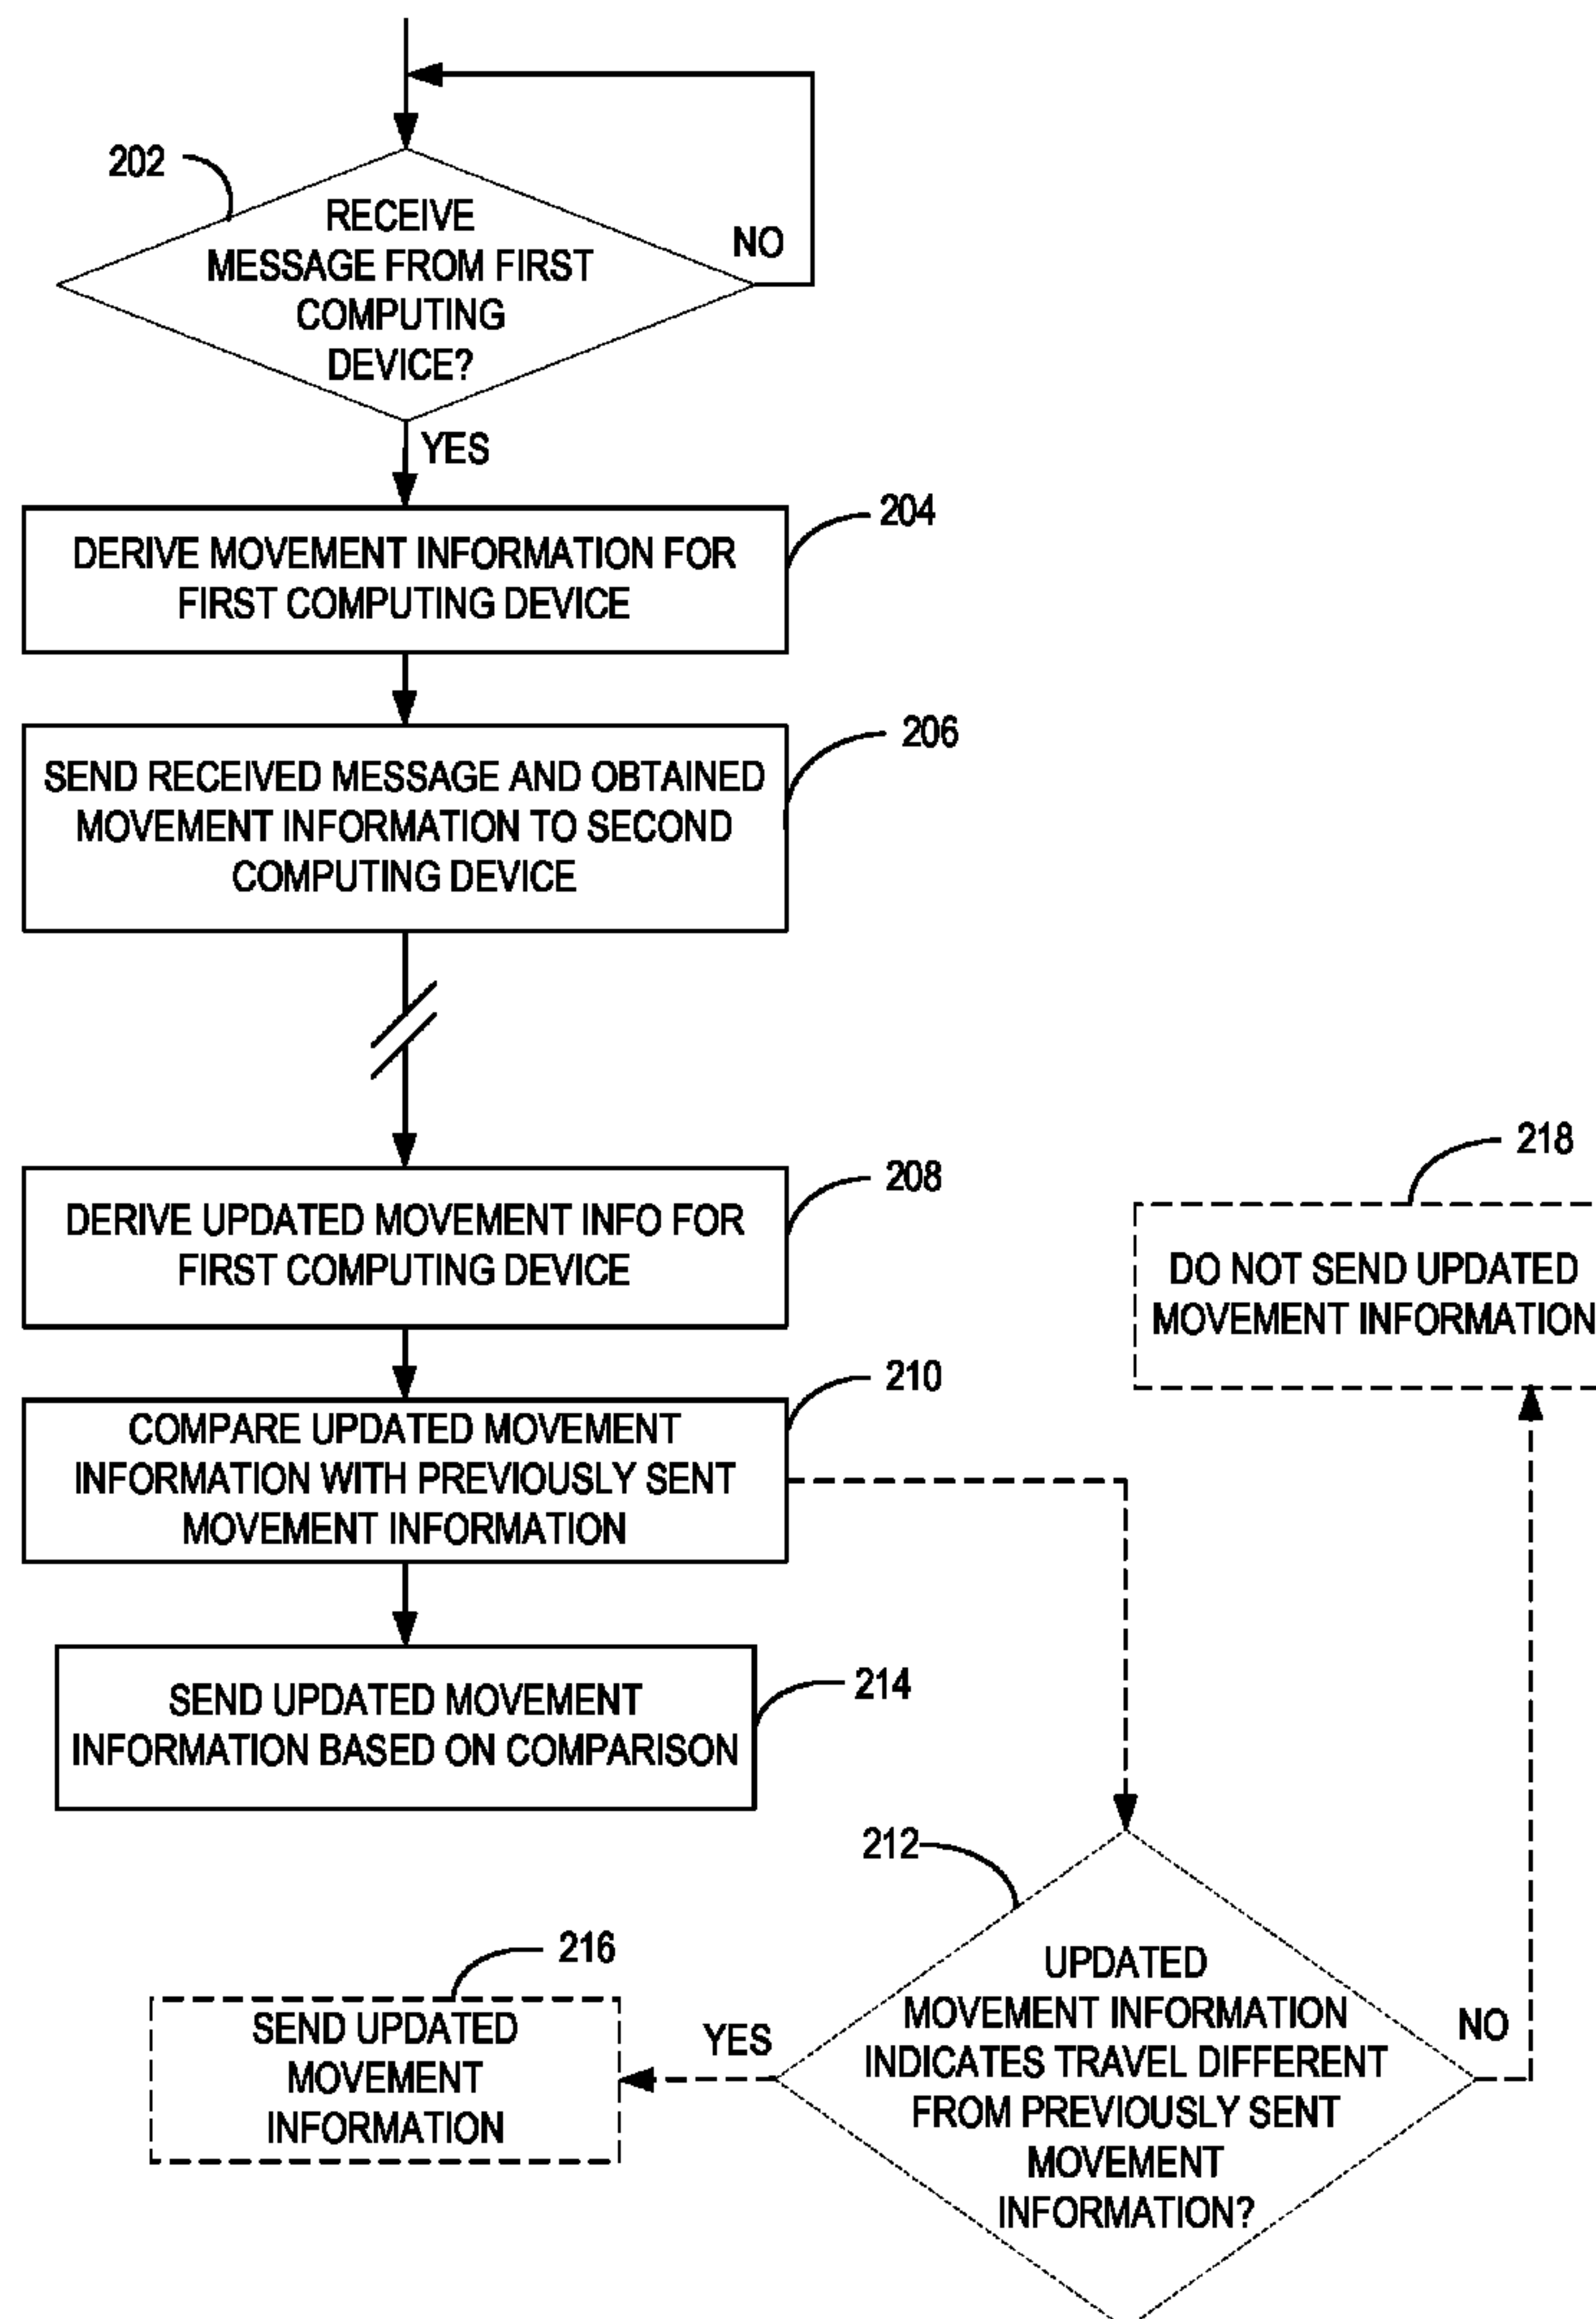 202
RECEIVE
MESSAGE FROM FIRST
COMPUTING
DEVICE?
NO
YES
204
DERIVE MOVEMENT INFORMATION FOR
FIRST COMPUTING DEVICE
206
SEND RECEIVED MESSAGE AND OBTAINED
MOVEMENT INFORMATION TO SECOND
COMPUTING DEVICE
208
DERIVE UPDATED MOVEMENT INFO FOR
FIRST COMPUTING DEVICE
218
DO NOT SEND UPDATED
MOVEMENT INFORMATION
210
COMPARE UPDATED MOVEMENT
INFORMATION WITH PREVIOUSLY SENT
MOVEMENT INFORMATION
214
SEND UPDATED MOVEMENT
INFORMATION BASED ON COMPARISON
212
UPDATED
MOVEMENT INFORMATION
INDICATES TRAVEL DIFFERENT
FROM PREVIOUSLY SENT
MOVEMENT
INFORMATION?
YES
NO
216
SEND UPDATED
MOVEMENT
INFORMATION